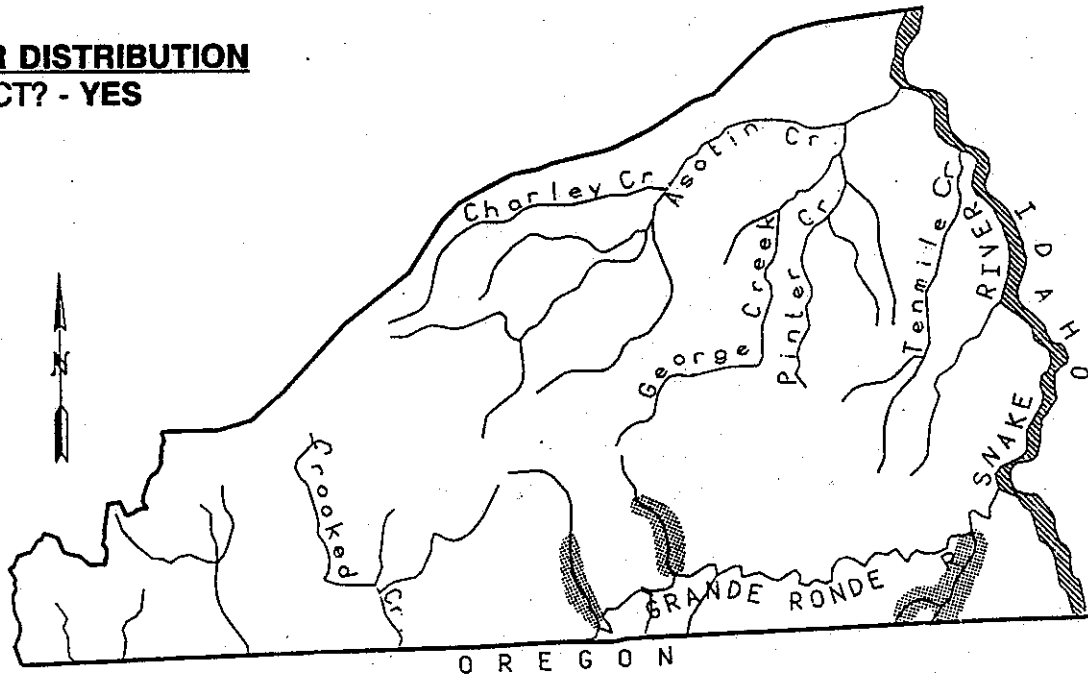 R DISTRIBUTION
CT? - YES
Charley Cr
Asotin Cr.
Tenmile Cr
RIVER
IDAHO
N
George Creek
Pinter Cr.
SNAKE
Crooked
Cr.
GRANDE RONDE R.
OREGON